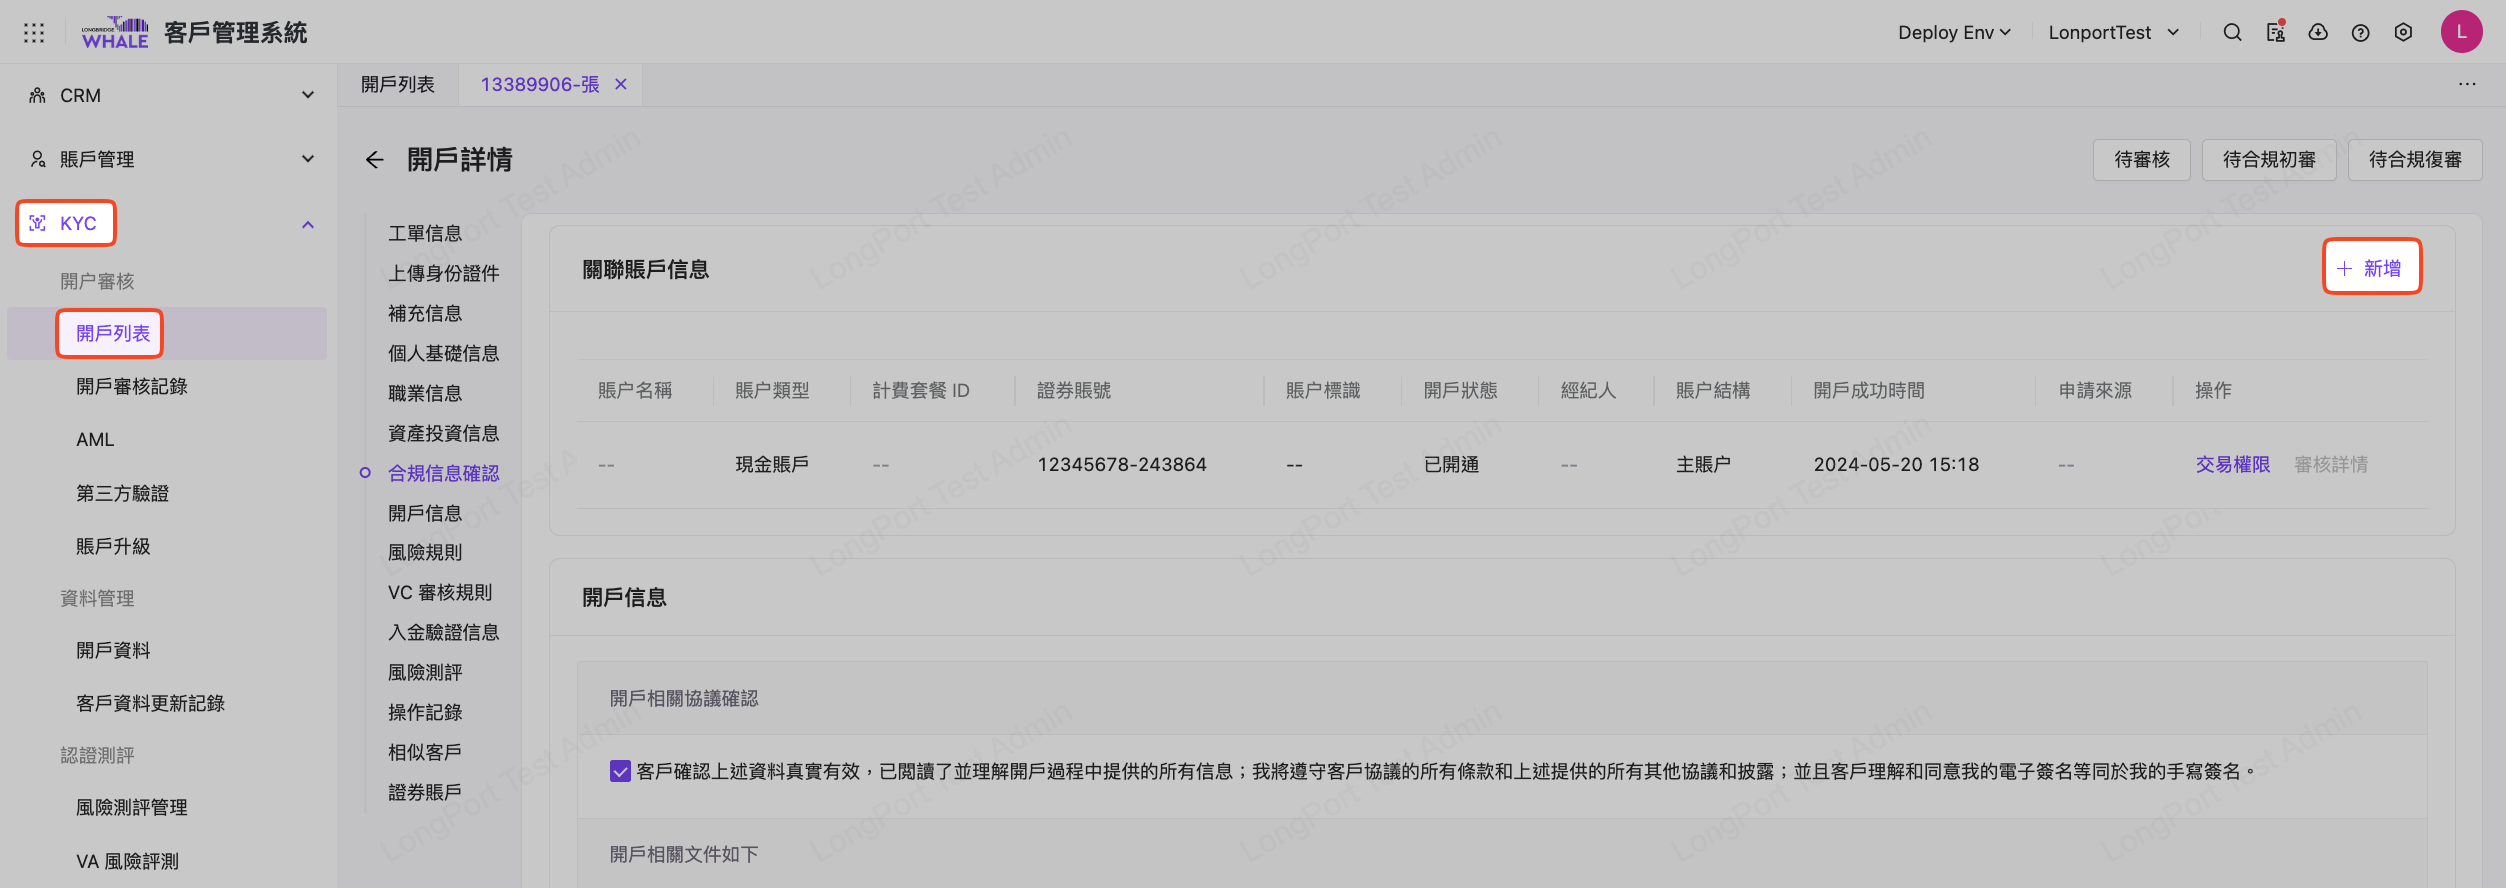 LONGBRIDGE
WHALE 客戶管理系統
Deploy Env
LonportTest
L
CRM
賬戶管理
KYC
開户審核
開戶列表
開戶審核記錄
AML
第三方驗證
賬戶升級
資料管理
開戶資料
客戶資料更新記錄
認證測評
風險測評管理
VA 風險評測
開戶列表
13389906-張
開戶詳情
待審核
待合規初審
待合規復審
工單信息
上傳身份證件
補充信息
個人基礎信息
職業信息
資產投資信息
合規信息確認
開戶信息
風險規則
VC 審核規則
入金驗證信息
風險測評
操作記錄
相似客戶
證券賬戶
關聯賬戶信息
+ 新增
賬户名稱 賬户類型 計費套餐 ID 證券賬號 賬户標識 開戶狀態 經紀人 賬户結構 開戶成功時間 申請來源 操作
-- 現金賬戶 -- 12345678-243864 -- 已開通 -- 主賬户 2024-05-20 15:18 -- 交易權限 審核詳情
開戶信息
開戶相關協議確認
客戶確認上述資料真實有效，已閲讀了並理解開戶過程中提供的所有信息；我將遵守客戶協議的所有條款和上述提供的所有其他協議和披露；並且客戶理解和同意我的電子簽名等同於我的手寫簽名。
開戶相關文件如下
LongPort Test Admin